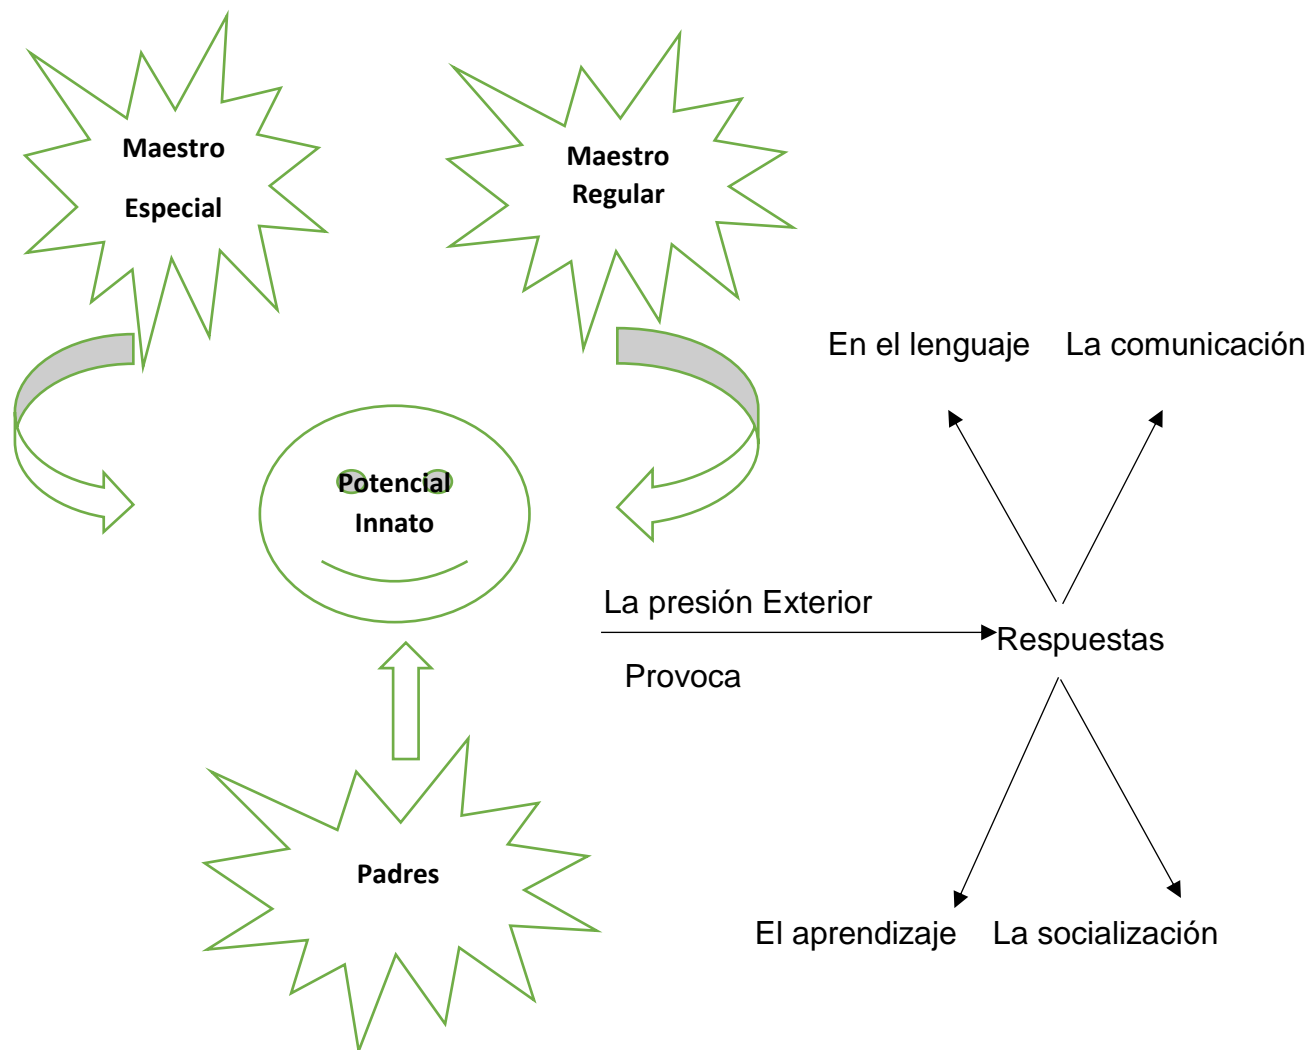 Maestro
Especial
Maestro
Regular
En el lenguaje
La comunicación
Potencial
Innato
La presión Exterior
Provoca
Respuestas
Padres
El aprendizaje
La socialización